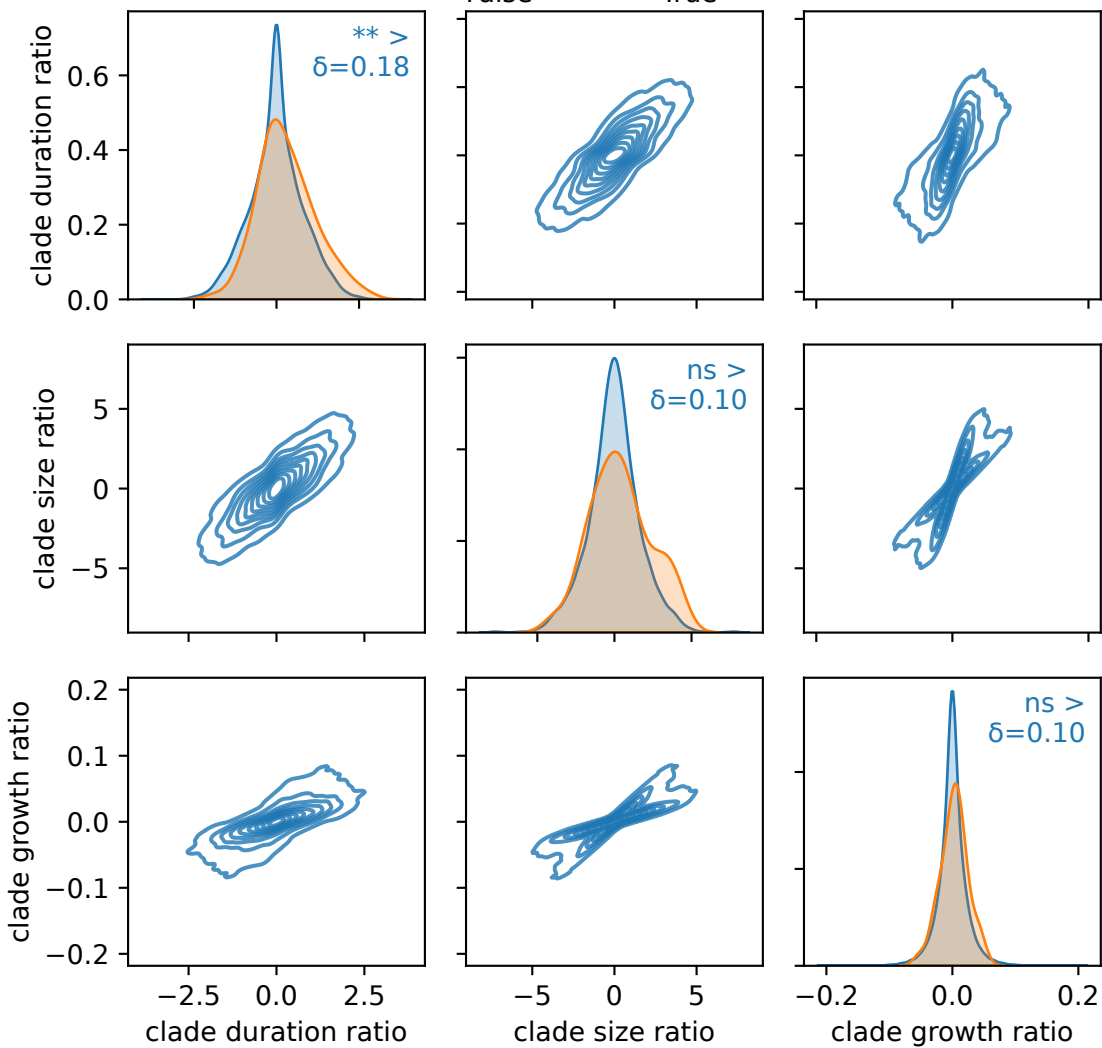 True
clade duration ratio
0.6
0.4
0.2
0.0
** >
δ=0.18
clade size ratio
5
0
−5
ns >
δ=0.10
clade growth ratio
0.2
0.1
0.0
−0.1
−0.2
ns >
δ=0.10
−2.5 0.0 2.5
−5 0 5
−0.2 0.0 0.2
clade duration ratio
clade size ratio
clade growth ratio